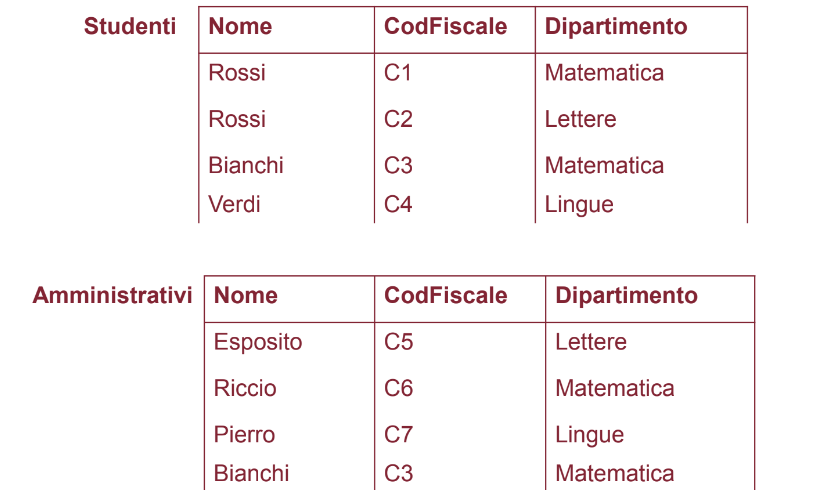 Studenti Nome CodFiscale Dipartimento
Rossi C1 Matematica
Rossi C2 Lettere
Bianchi C3 Matematica
Verdi C4 Lingue
Amministrativi Nome CodFiscale Dipartimento
Esposito C5 Lettere
Riccio C6 Matematica
Pierro C7 Lingue
Bianchi C3 Matematica